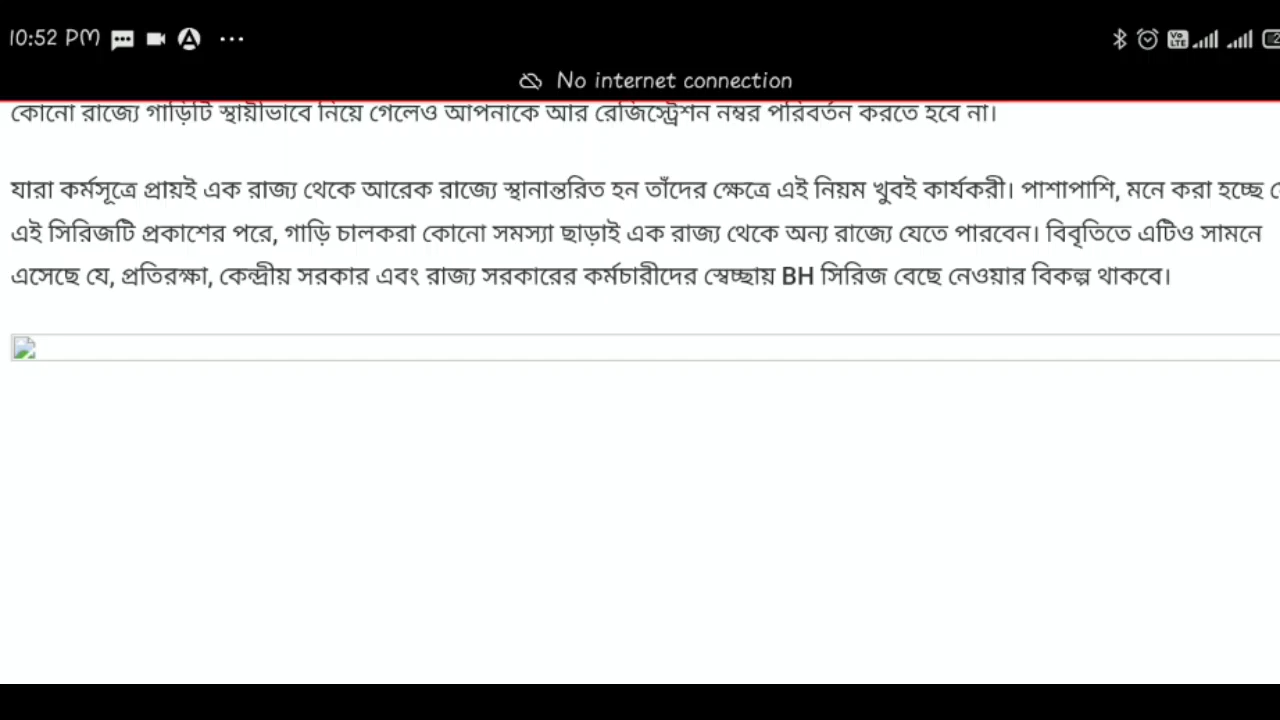 10:52 PM
No internet connection
কোনো রাজ্যে গাড়িটি স্থায়ীভাবে নিয়ে গেলেও আপনাকে আর রেজিস্ট্রেশন নম্বর পরিবর্তন করতে হবে না।
যারা কর্মসূত্রে প্রায়ই এক রাজ্য থেকে আরেক রাজ্যে স্থানান্তরিত হন তাঁদের ক্ষেত্রে এই নিয়ম খুবই কার্যকরী। পাশাপাশি, মনে করা হচ্ছে
এই সিরিজটি প্রকাশের পরে, গাড়ি চালকরা কোনো সমস্যা ছাড়াই এক রাজ্য থেকে অন্য রাজ্যে যেতে পারবেন। বিবৃতিতে এটিও সামনে
এসেছে যে, প্রতিরক্ষা, কেন্দ্রীয় সরকার এবং রাজ্য সরকারের কর্মচারীদের স্বেচ্ছায় BH সিরিজ বেছে নেওয়ার বিকল্প থাকবে।